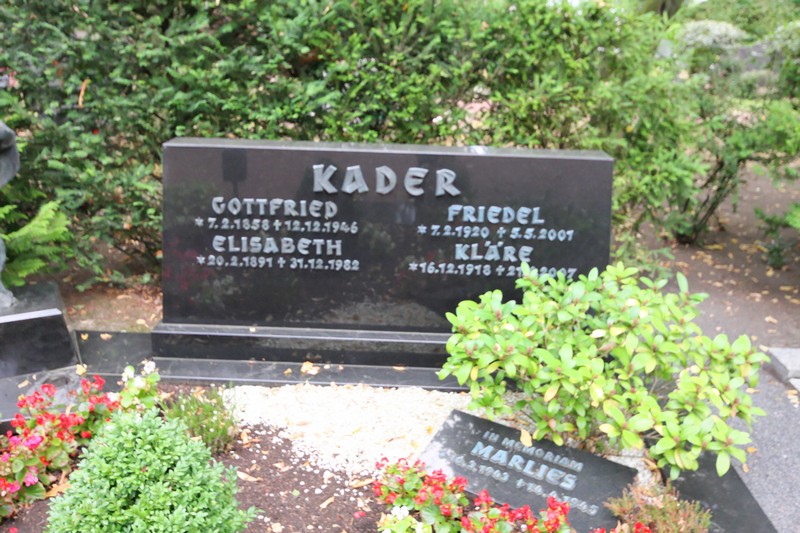 KADER
GOTTFRIED
*7.2.1858 + 12.12.1946
ELISABETH
*20.2.1891 + 31.12.1982
FRIEDEL
*7.2.1920 + 5.5.2001
KLÄRE
*16.12.1918 + 2007
IN MEMORIAM
MARLIES